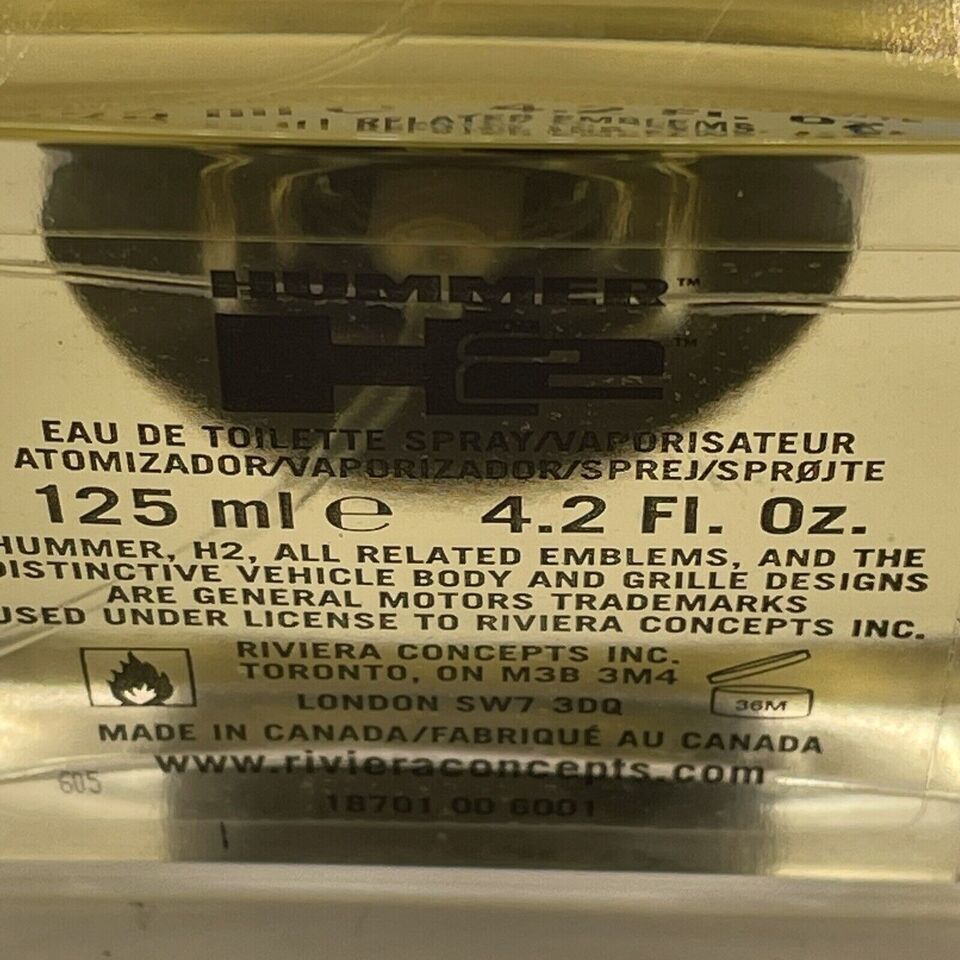 HUMMER™
H2™
EAU DE TOILETTE SPRAY/VAPORISATEUR
ATOMIZADOR/VAPORIZADOR/SPREJ/SPRØJTE
125 ml ℮ 4.2 Fl. Oz.
HUMMER, H2, ALL RELATED EMBLEMS, AND THE
DISTINCTIVE VEHICLE BODY AND GRILLE DESIGNS
ARE GENERAL MOTORS TRADEMARKS
USED UNDER LICENSE TO RIVIERA CONCEPTS INC.
RIVIERA CONCEPTS INC.
TORONTO, ON M3B 3M4
LONDON SW7 3DQ
36M
MADE IN CANADA/FABRIQUÉ AU CANADA
www.rivieraconcepts.com
605
18701 00 6001